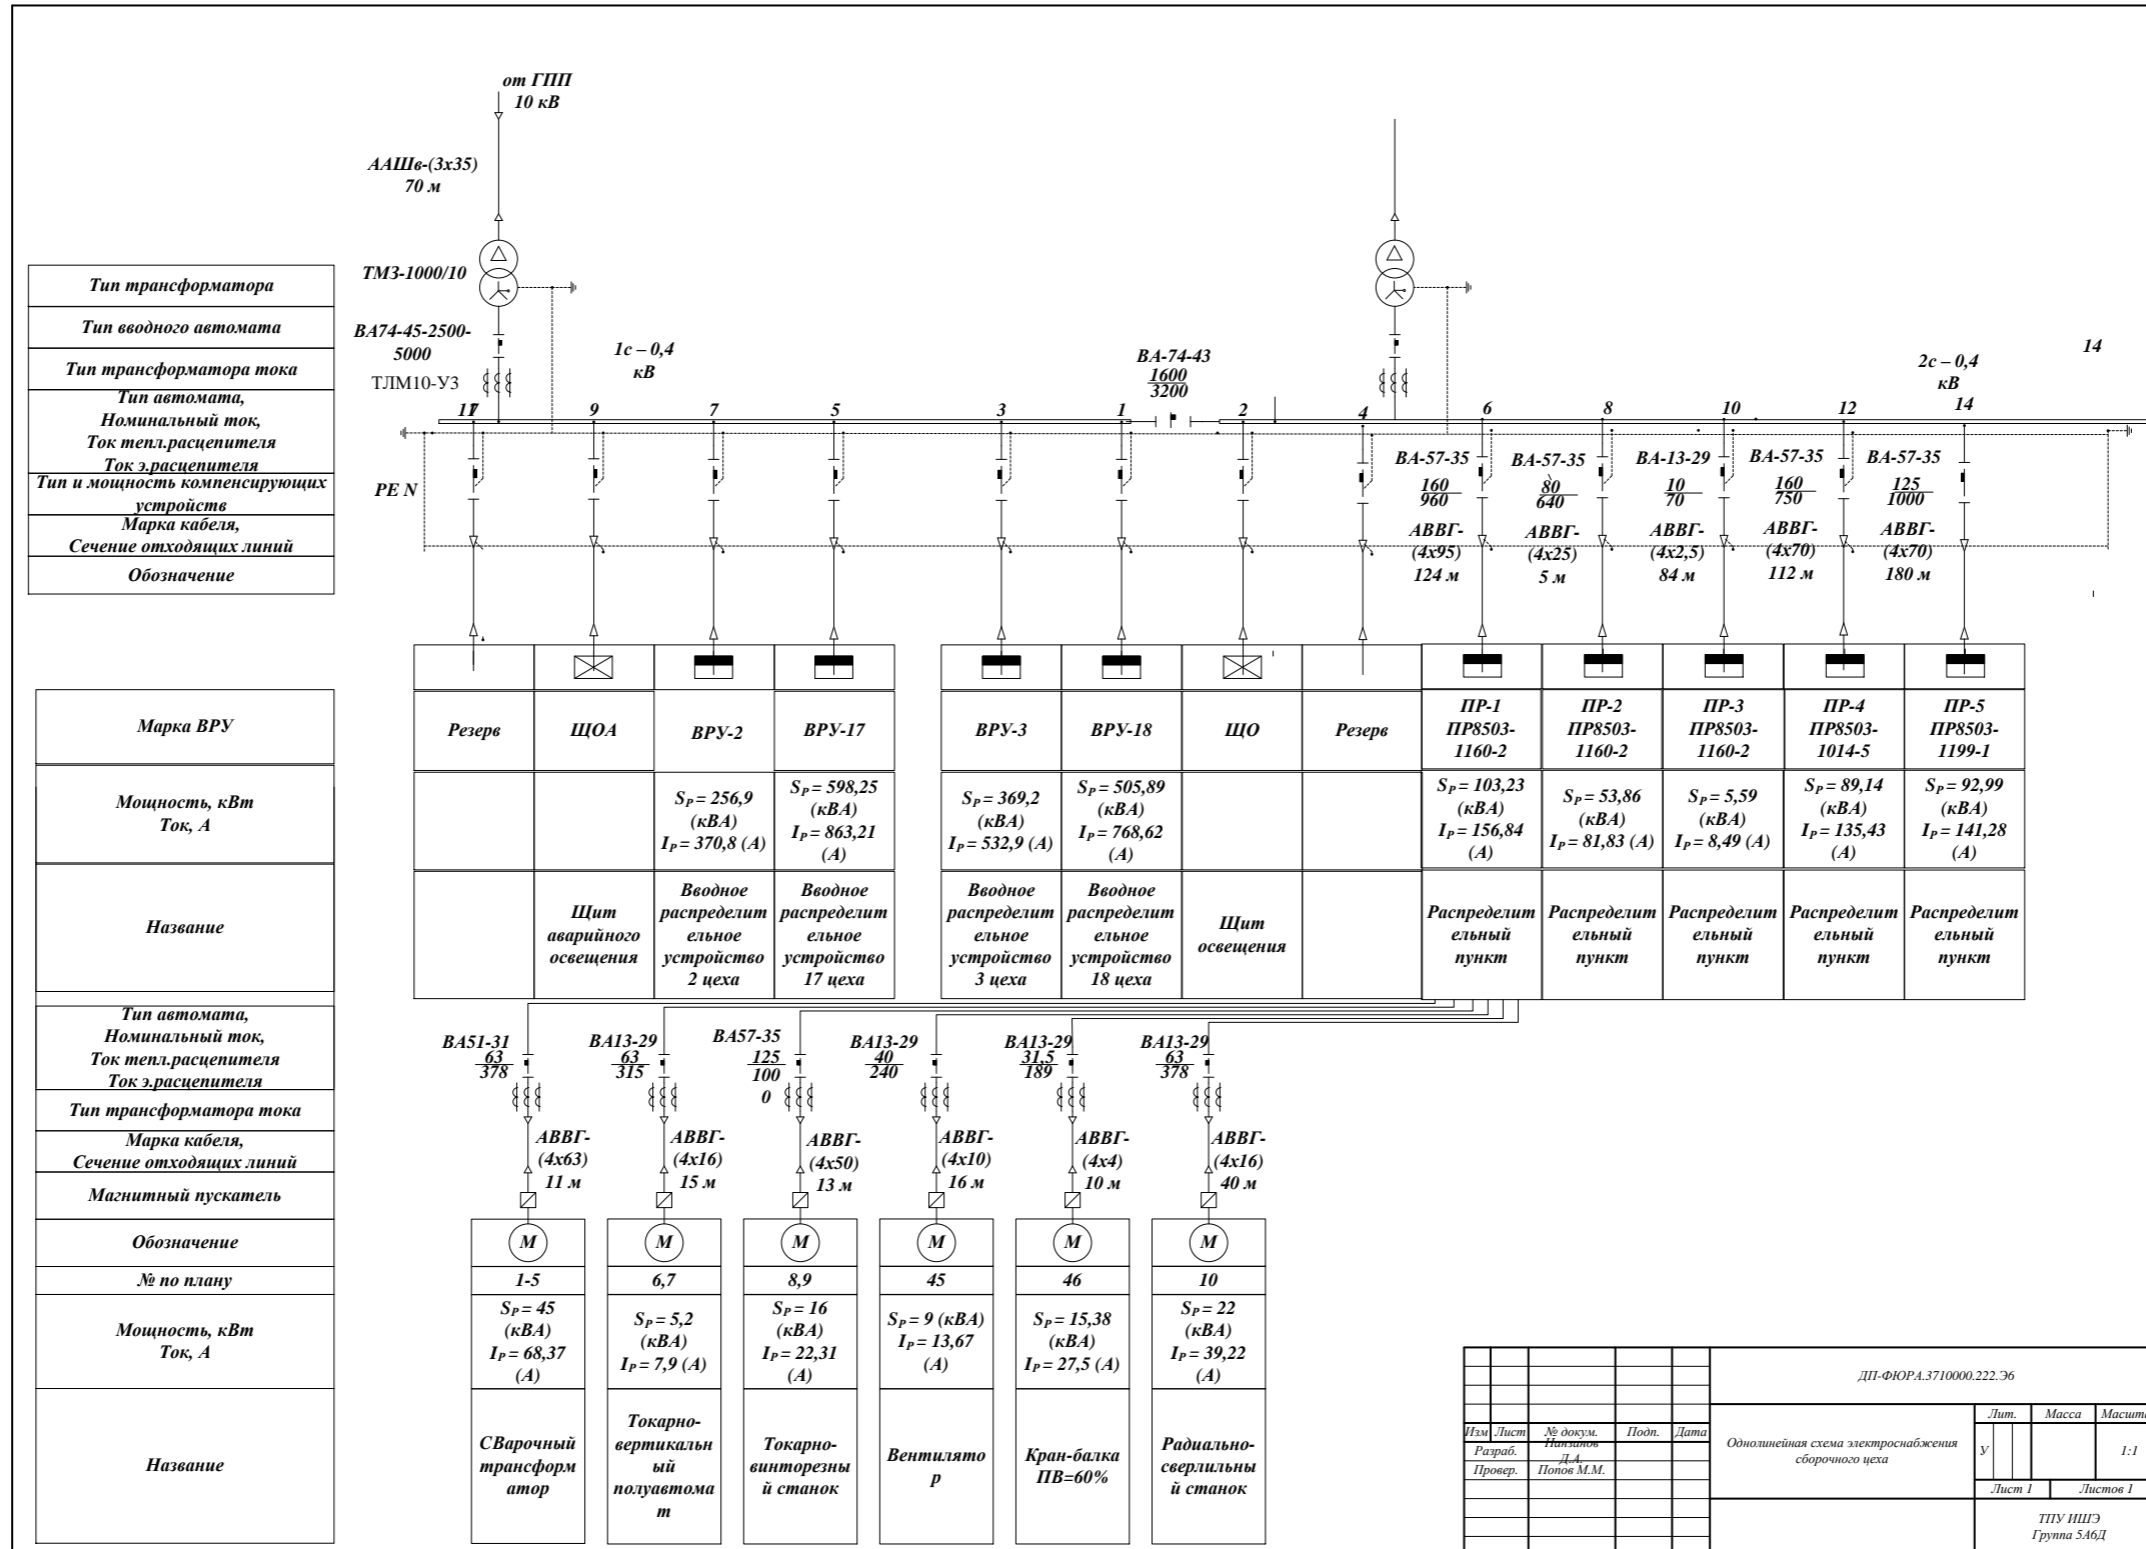 от ГПП
10 кВ
ААШв-(3х35)
70 м
ТМЗ-1000/10
ВА74-45-2500-
5000
ТЛМ10-У3
1с – 0,4
кВ
ВА-74-43
1600
3200
2с – 0,4
кВ
14
Тип трансформатора
Тип вводного автомата
Тип трансформатора тока
Тип автомата,
Номинальный ток,
Ток тепл.расцепителя
Ток э.расцепителя
Тип и мощность компенсирующих
устройств
Марка кабеля,
Сечение отходящих линий
Обозначение
9 7 5 3 1 2 4 6 8 10 12 14
PE N
ВА-57-35
160
960
АВВГ-
(4х95)
124 м
ВА-57-35
80
640
АВВГ-
(4х25)
5 м
ВА-13-29
10
70
АВВГ-
(4х2,5)
84 м
ВА-57-35
160
750
АВВГ-
(4х70)
112 м
ВА-57-35
125
1000
АВВГ-
(4х70)
180 м
Марка ВРУ
Резерв
ЩОА
ВРУ-2
ВРУ-17
ВРУ-3
ВРУ-18
ЩО
Резерв
ПР-1
ПР8503-
1160-2
ПР-2
ПР8503-
1160-2
ПР-3
ПР8503-
1160-2
ПР-4
ПР8503-
1014-5
ПР-5
ПР8503-
1199-1
Мощность, кВт
Ток, А
SР = 256,9
(кВА)
IР = 370,8 (А)
SР = 598,25
(кВА)
IР = 863,21
(А)
SР = 369,2
(кВА)
IР = 532,9 (А)
SР = 505,89
(кВА)
IР = 768,62
(А)
SР = 103,23
(кВА)
IР = 156,84
(А)
SР = 53,86
(кВА)
IР = 81,83 (А)
SР = 5,59
(кВА)
IР = 8,49 (А)
SР = 89,14
(кВА)
IР = 135,43
(А)
SР = 92,99
(кВА)
IР = 141,28
(А)
Название
Щит
аварийного
освещения
Вводное
распределит
ельное
устройство
2 цеха
Вводное
распределит
ельное
устройство
17 цеха
Вводное
распределит
ельное
устройство
3 цеха
Вводное
распределит
ельное
устройство
18 цеха
Щит
освещения
Распределит
ельный
пункт
Распределит
ельный
пункт
Распределит
ельный
пункт
Распределит
ельный
пункт
Распределит
ельный
пункт
Тип автомата,
Номинальный ток,
Ток тепл.расцепителя
Ток э.расцепителя
Тип трансформатора тока
Марка кабеля,
Сечение отходящих линий
Магнитный пускатель
Обозначение
№ по плану
Мощность, кВт
Ток, А
Название
ВА51-31
63
378
АВВГ-
(4х63)
11 м
ВА13-29
63
315
АВВГ-
(4х16)
15 м
ВА57-35
125
100
0
АВВГ-
(4х50)
13 м
ВА13-29
40
240
АВВГ-
(4х10)
16 м
ВА13-29
31,5
189
АВВГ-
(4х4)
10 м
ВА13-29
63
378
АВВГ-
(4х16)
40 м
М М М М М М
1-5 6,7 8,9 45 46 10
SР = 45
(кВА)
IР = 68,37
(А)
SР = 5,2
(кВА)
IР = 7,9 (А)
SР = 16
(кВА)
IР = 22,31
(А)
SР = 9 (кВА)
IР = 13,67
(А)
SР = 15,38
(кВА)
IР = 27,5 (А)
SР = 22
(кВА)
IР = 39,22
(А)
СВарочный
трансформ
атор
Токарно-
вертикальн
ый
полуавтома
т
Токарно-
винторезны
й станок
Вентилято
р
Кран-балка
ПВ=60%
Радиально-
сверлильны
й станок
ДП-ФЮРА.3710000.222.Э6
Изм Лист № докум. Подп. Дата
Разраб.
Д.А.
Провер. Попов М.М.
Однолинейная схема электроснабжения
сборочного цеха
Лит. Масса Масшт
У 1:1
Лист 1 Листов 1
ТПУ ИШЭ
Группа 5А6Д